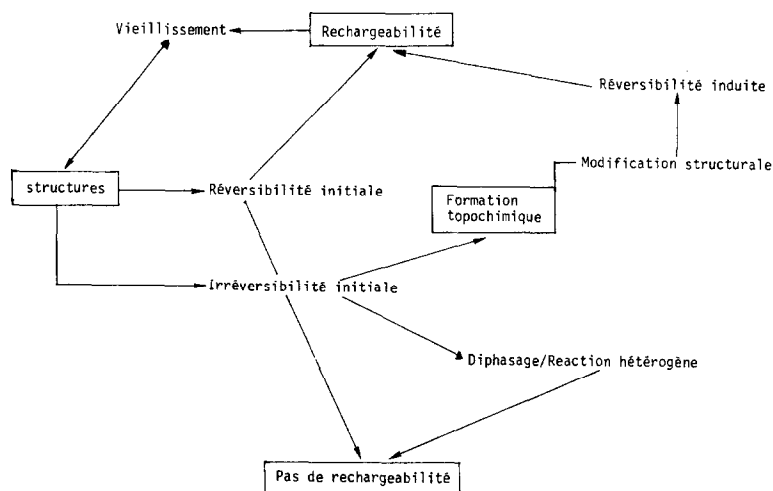 Vieillissement
Rechargeabilité
Réversibilité induite
Modification structurale
structures
Réversibilité initiale
Formation
topochimique
Irréversibilité initiale
Diphasage/Reaction hétérogène
Pas de rechargeabilité